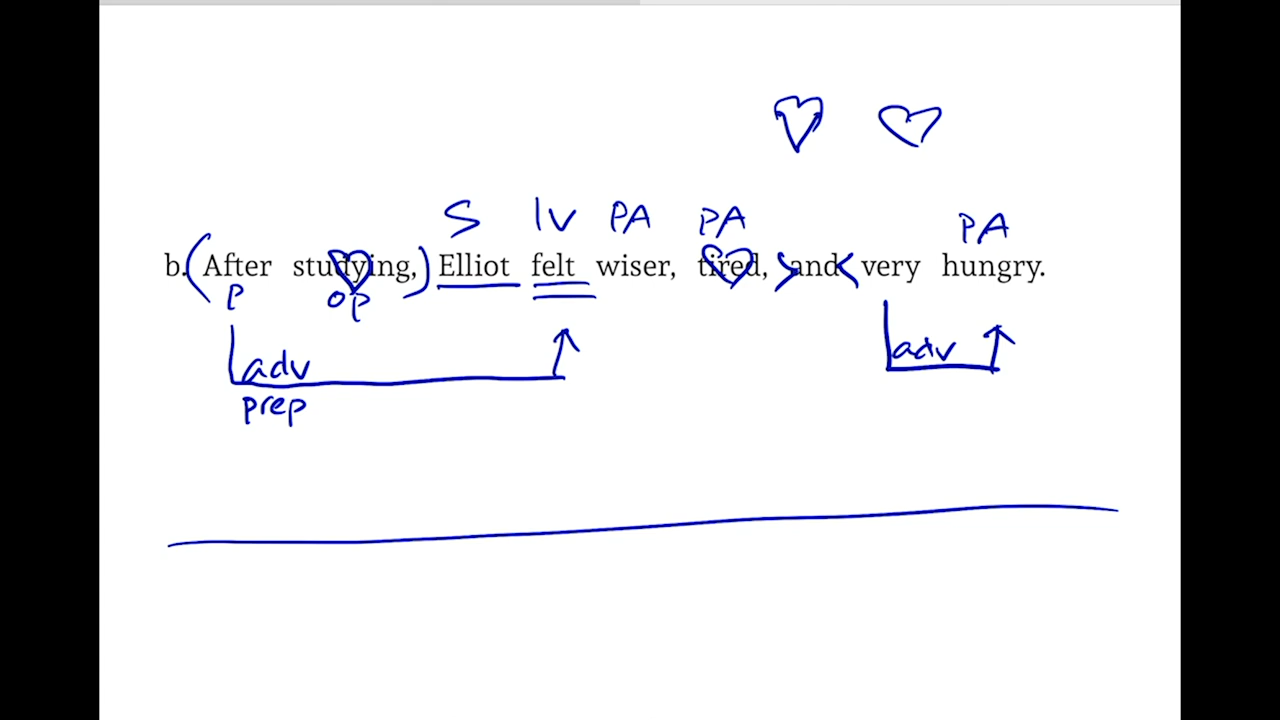 S lv PA PA PA
b. (After studying,) Elliot felt wiser, tired, >and< very hungry.
P op
adv adv
prep